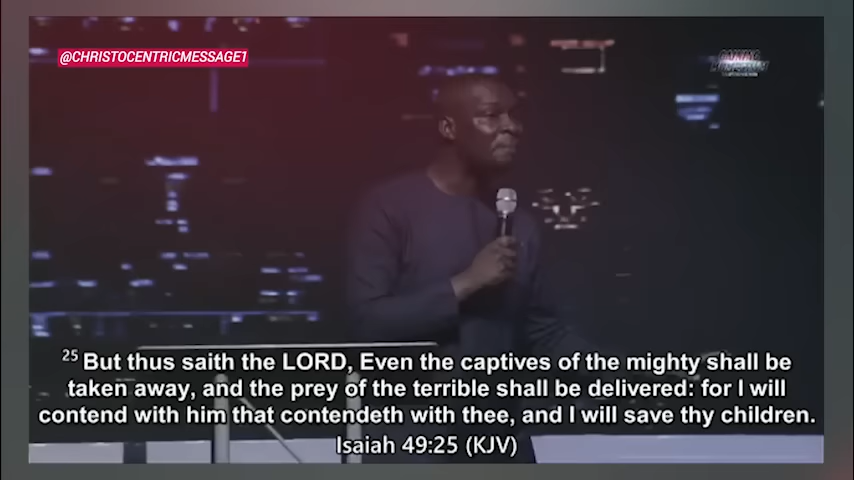 @CHRISTOCENTRICMESSAGE1
25 But thus saith the LORD, Even the captives of the mighty shall be
taken away, and the prey of the terrible shall be delivered: for I will
contend with him that contendeth with thee, and I will save thy children.
Isaiah 49:25 (KJV)